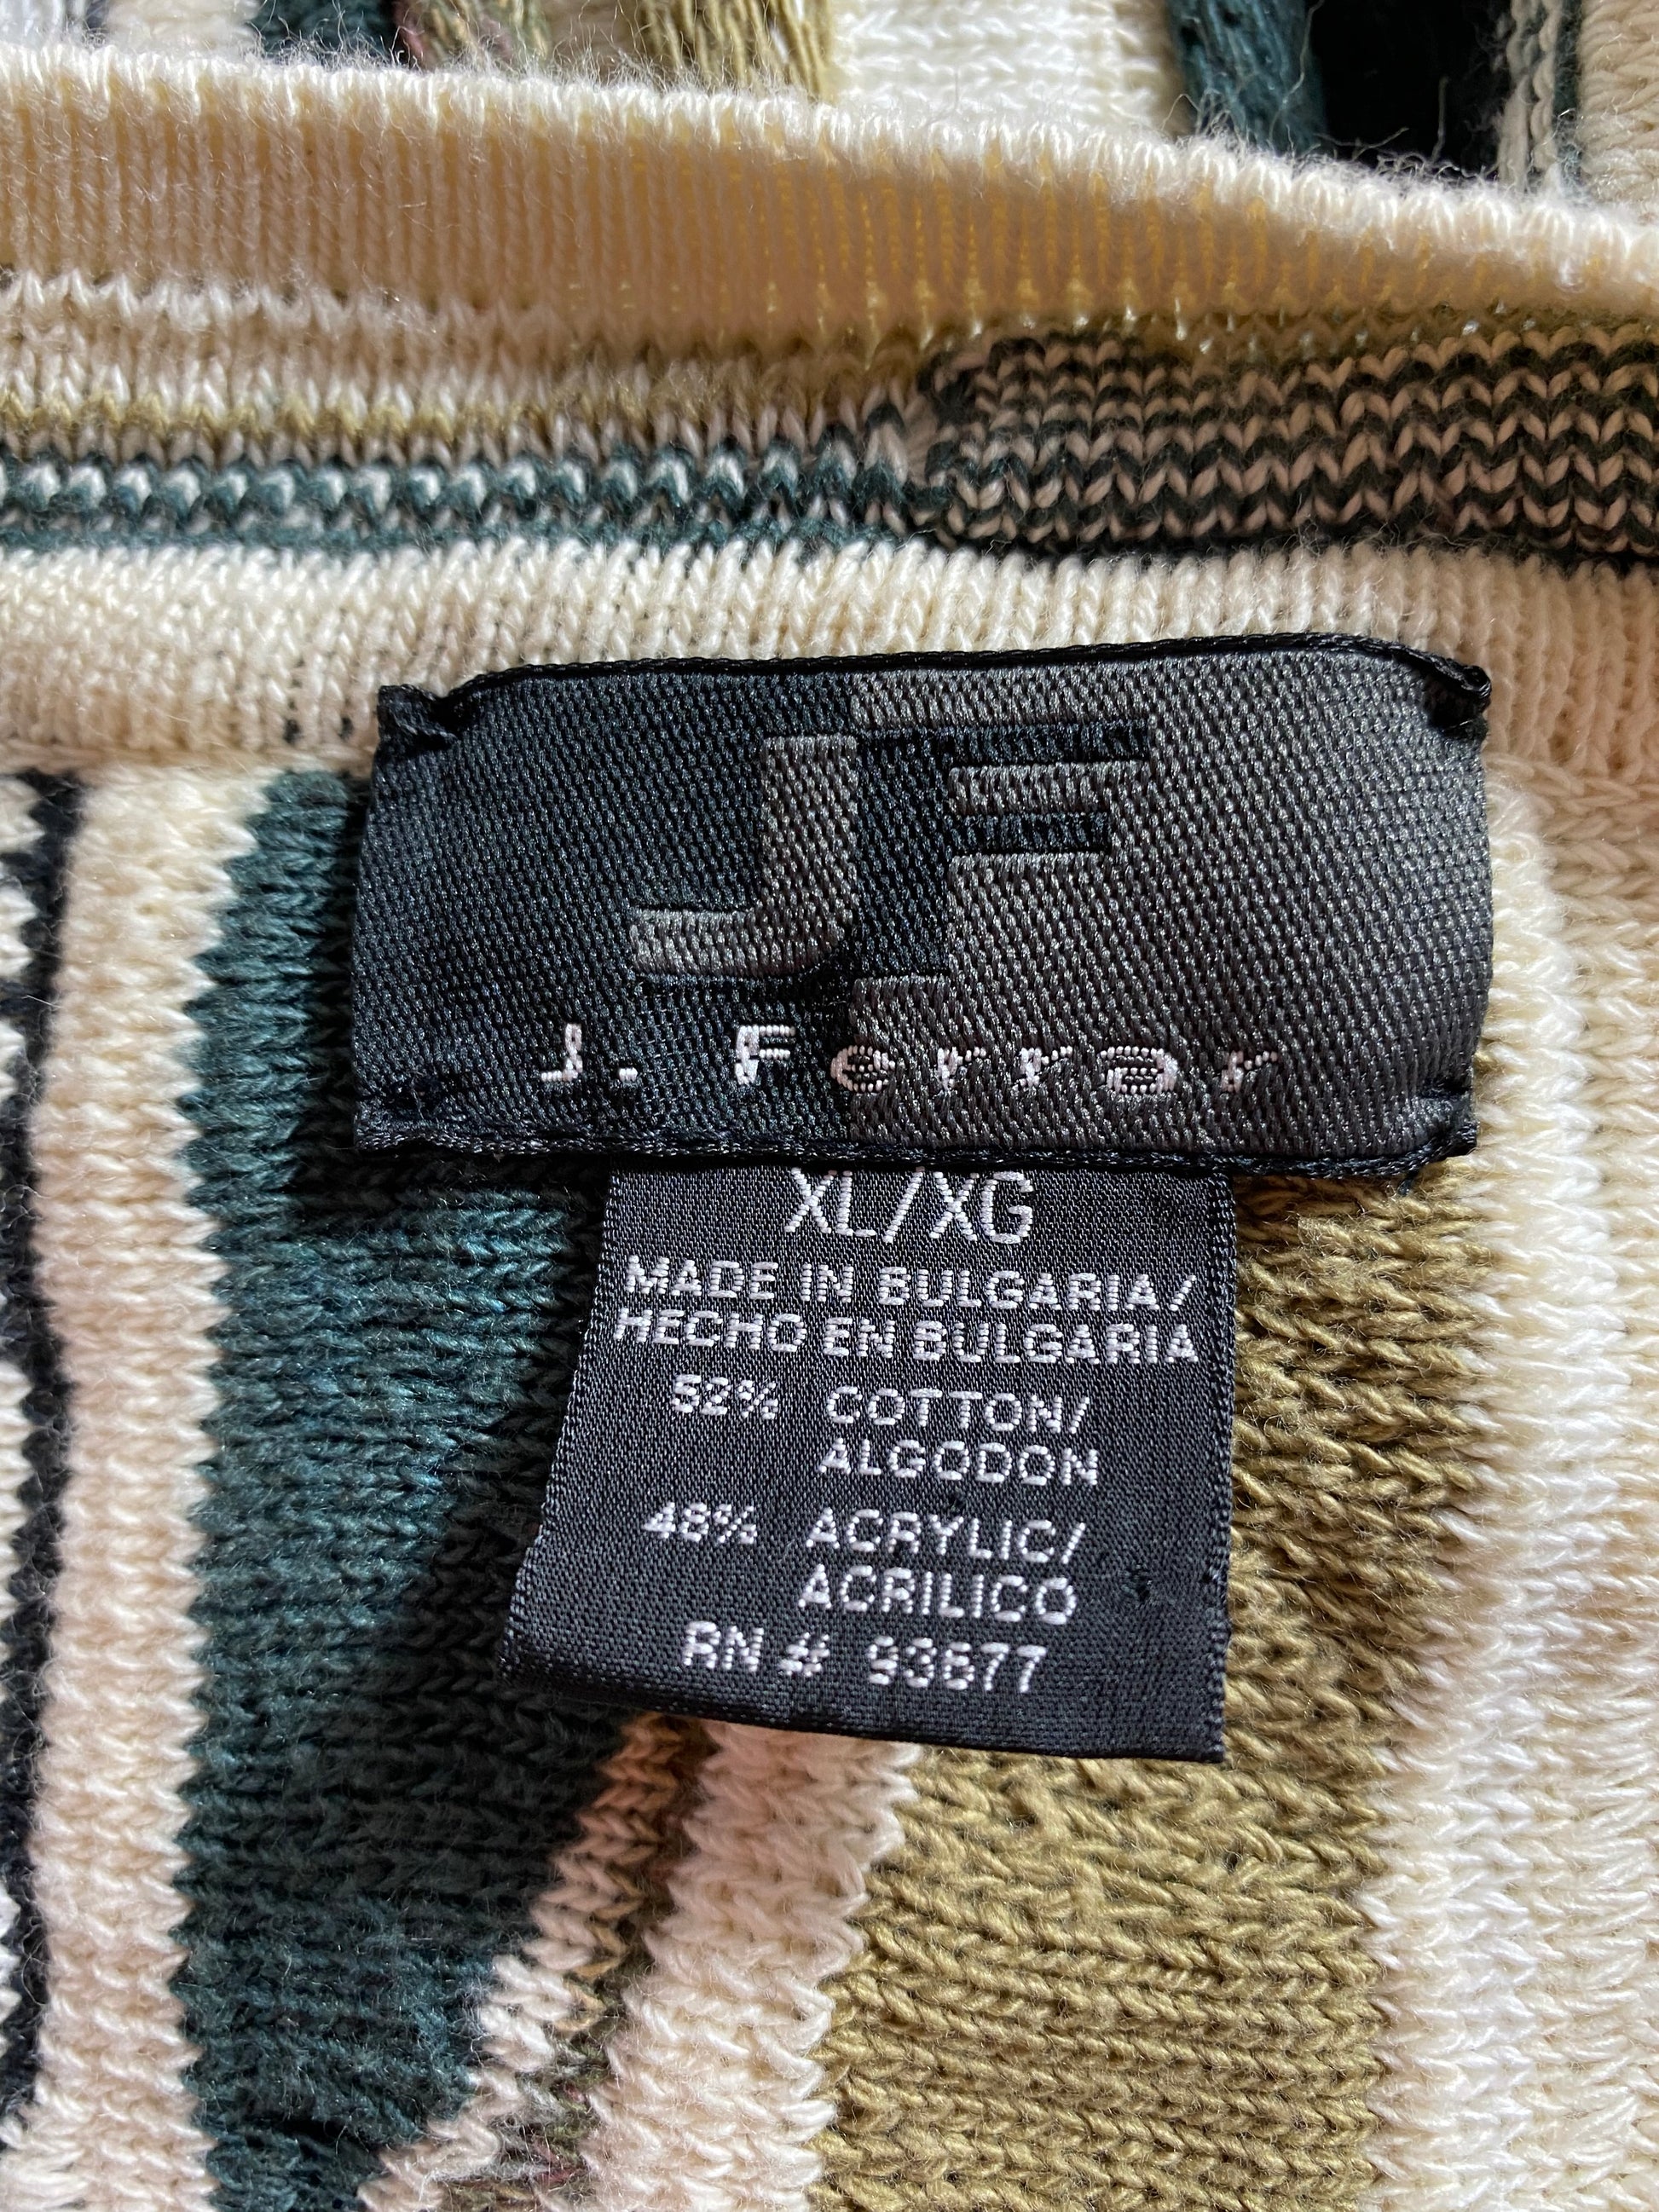 JF
J. Ferrar
XL/XG
MADE IN BULGARIA/
HECHO EN BULGARIA
52% COTTON/
ALGODON
48% ACRYLIC/
ACRILICO
RN # 93677